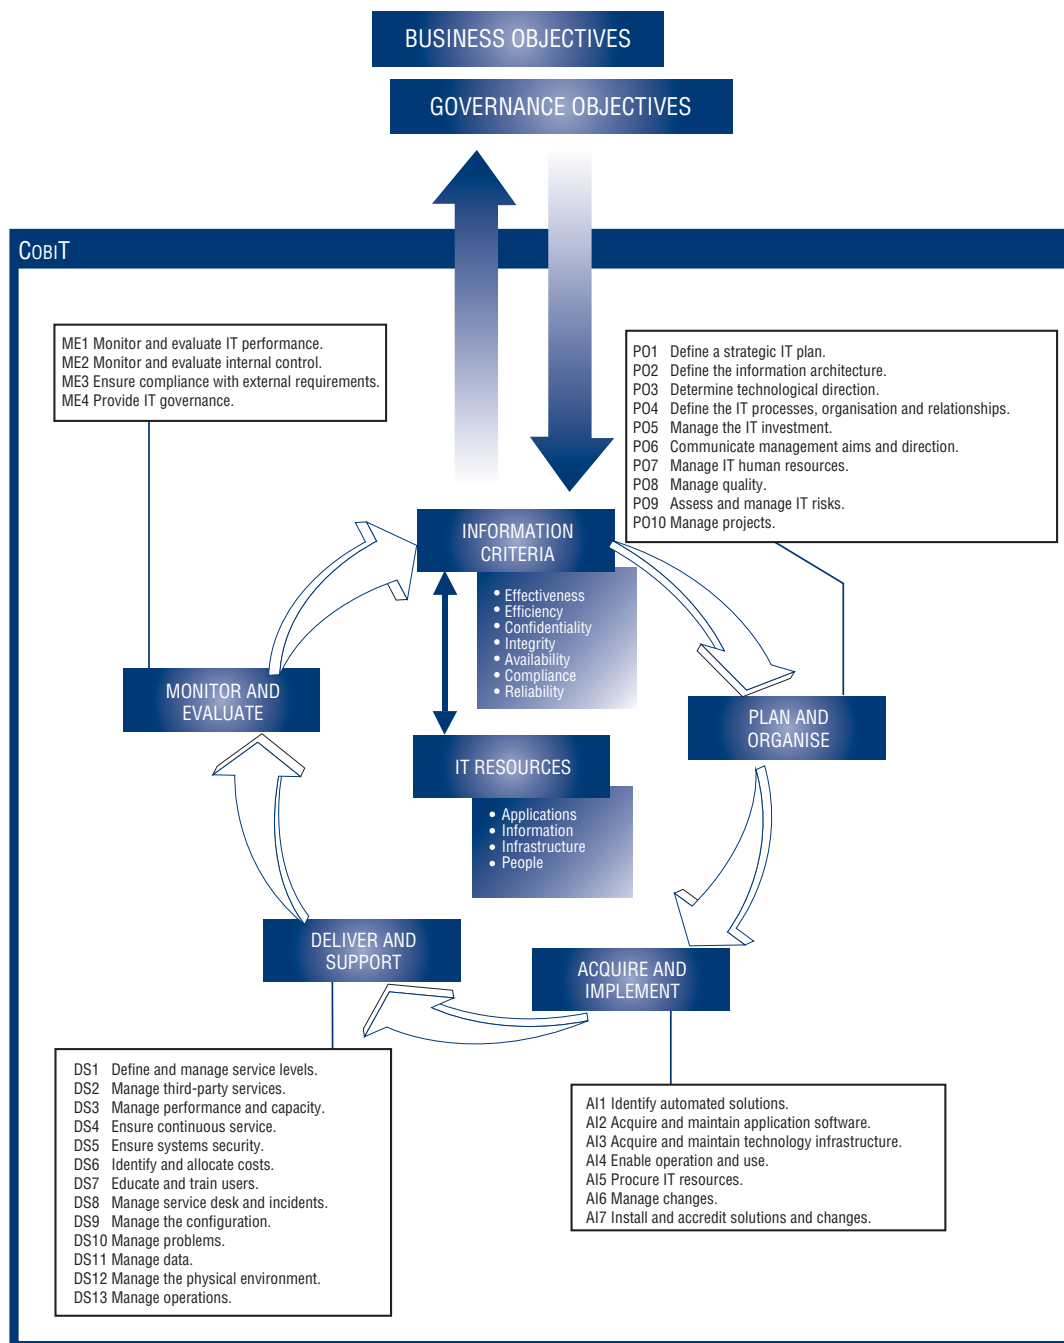 BUSINESS OBJECTIVES
GOVERNANCE OBJECTIVES
COBIT
ME1 Monitor and evaluate IT performance.
ME2 Monitor and evaluate internal control.
ME3 Ensure compliance with external requirements.
ME4 Provide IT governance.
PO1 Define a strategic IT plan.
PO2 Define the information architecture.
PO3 Determine technological direction.
PO4 Define the IT processes, organisation and relationships.
PO5 Manage the IT investment.
PO6 Communicate management aims and direction.
PO7 Manage IT human resources.
PO8 Manage quality.
PO9 Assess and manage IT risks.
PO10 Manage projects.
INFORMATION
CRITERIA
• Effectiveness
• Efficiency
• Confidentiality
• Integrity
• Availability
• Compliance
• Reliability
MONITOR AND
EVALUATE
PLAN AND
ORGANISE
IT RESOURCES
• Applications
• Information
• Infrastructure
• People
DELIVER AND
SUPPORT
ACQUIRE AND
IMPLEMENT
DS1 Define and manage service levels.
DS2 Manage third-party services.
DS3 Manage performance and capacity.
DS4 Ensure continuous service.
DS5 Ensure systems security.
DS6 Identify and allocate costs.
DS7 Educate and train users.
DS8 Manage service desk and incidents.
DS9 Manage the configuration.
DS10 Manage problems.
DS11 Manage data.
DS12 Manage the physical environment.
DS13 Manage operations.
AI1 Identify automated solutions.
AI2 Acquire and maintain application software.
AI3 Acquire and maintain technology infrastructure.
AI4 Enable operation and use.
AI5 Procure IT resources.
AI6 Manage changes.
AI7 Install and accredit solutions and changes.